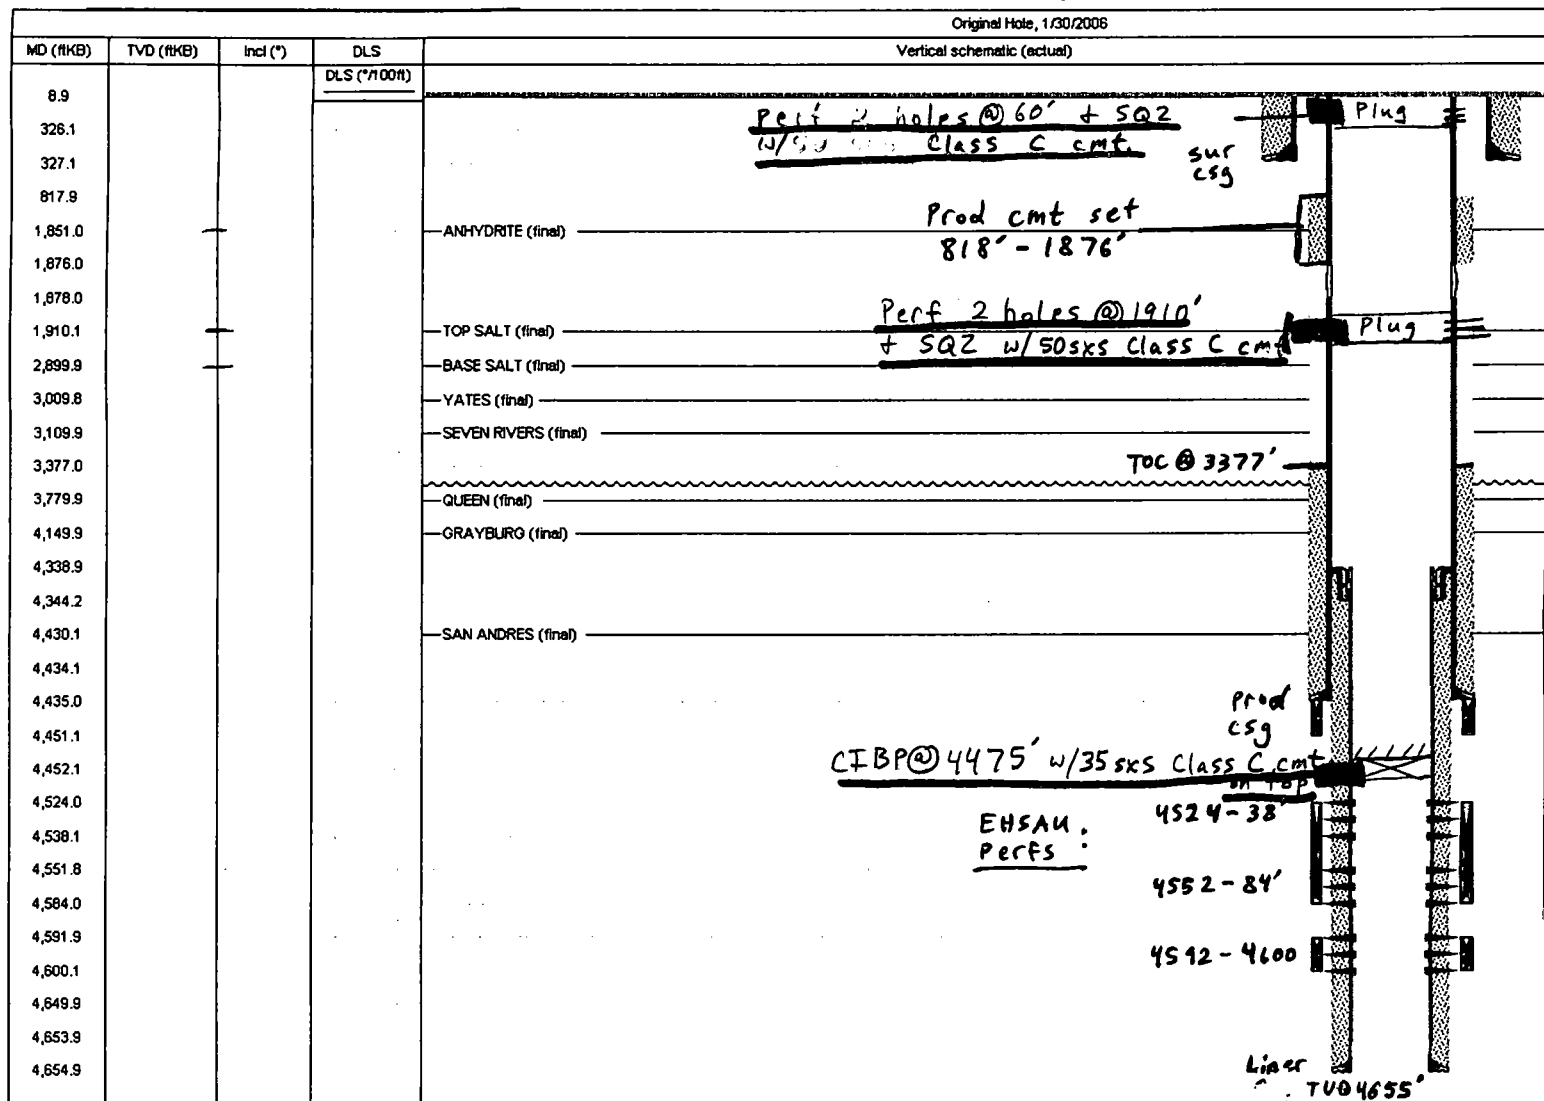 Original Hole, 1/30/2006
MD (ftKB) TVD (ftKB) Incl (°) DLS Vertical schematic (actual)
DLS (°/100ft)
8.9
Perf 2 holes @ 60' + SQZ Plug
326.1
w/ Class C cmt.
327.1
sur
csg
817.9
Prod cmt set
1,851.0 ANHYDRITE (final)
818' - 1876'
1,876.0
1,878.0
Perf 2 holes @ 1910'
1,910.1 TOP SALT (final) Plug
+ SQZ w/ 50sxs Class C cmt
2,899.9 BASE SALT (final)
3,009.8 YATES (final)
3,109.9 SEVEN RIVERS (final)
3,377.0 TOC @ 3377'
3,779.9 QUEEN (final)
4,149.9 GRAYBURG (final)
4,338.9
4,344.2
4,430.1 SAN ANDRES (final)
4,434.1
4,435.0 Prod
csg
4,451.1
CIBP@ 4475' w/35 sxs Class C cmt
4,452.1
on top
4,524.0 4524-38'
EHSAU :
4,538.1
Perfs
4,551.8
4552-84'
4,584.0
4,591.9
4592-4600
4,600.1
4,649.9
4,653.9
4,654.9 Liner
TVD 4655'